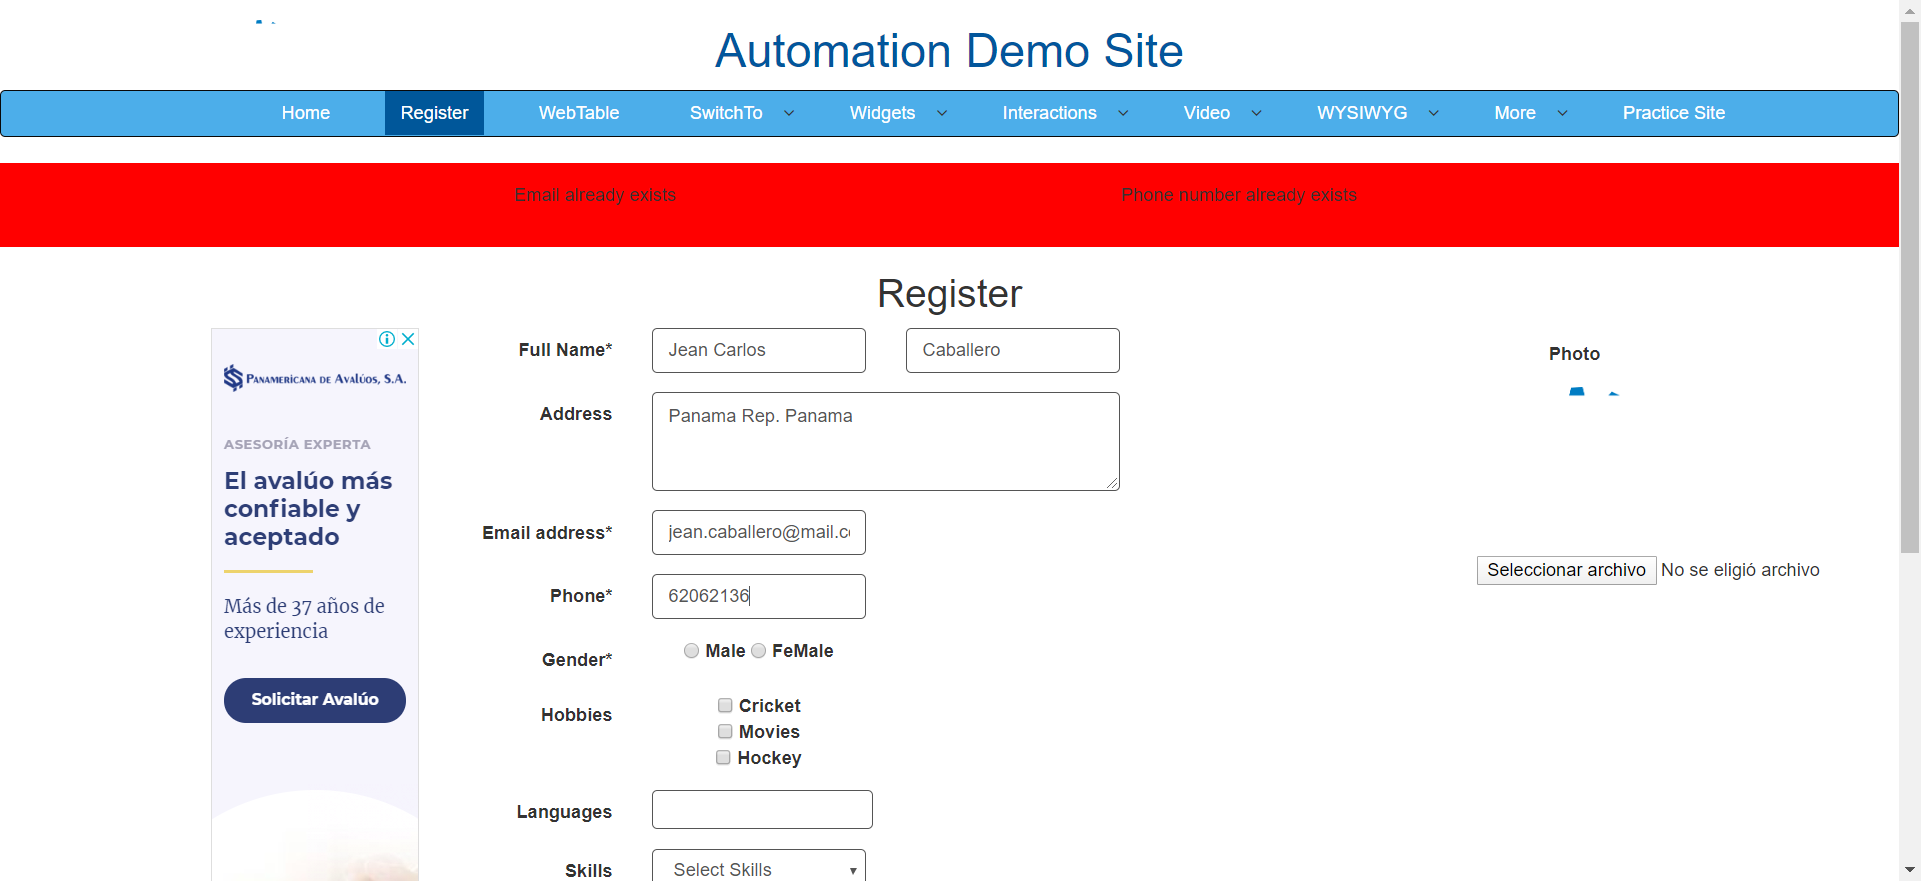 Automation Demo Site
Home Register WebTable SwitchTo Widgets Interactions Video WYSIWYG More Practice Site
Email already exists Phone number already exists
Register
PANAMERICANA DE AVALÚOS, S.A.
ASESORÍA EXPERTA
El avalúo más
confiable y
aceptado
Más de 37 años de
experiencia
Solicitar Avalúo
Full Name* Jean Carlos Caballero
Address Panama Rep. Panama
Email address* jean.caballero@mail.c
Phone* 62062136
Gender* Male FeMale
Hobbies Cricket
Movies
Hockey
Languages
Skills Select Skills
Photo
Seleccionar archivo No se eligió archivo